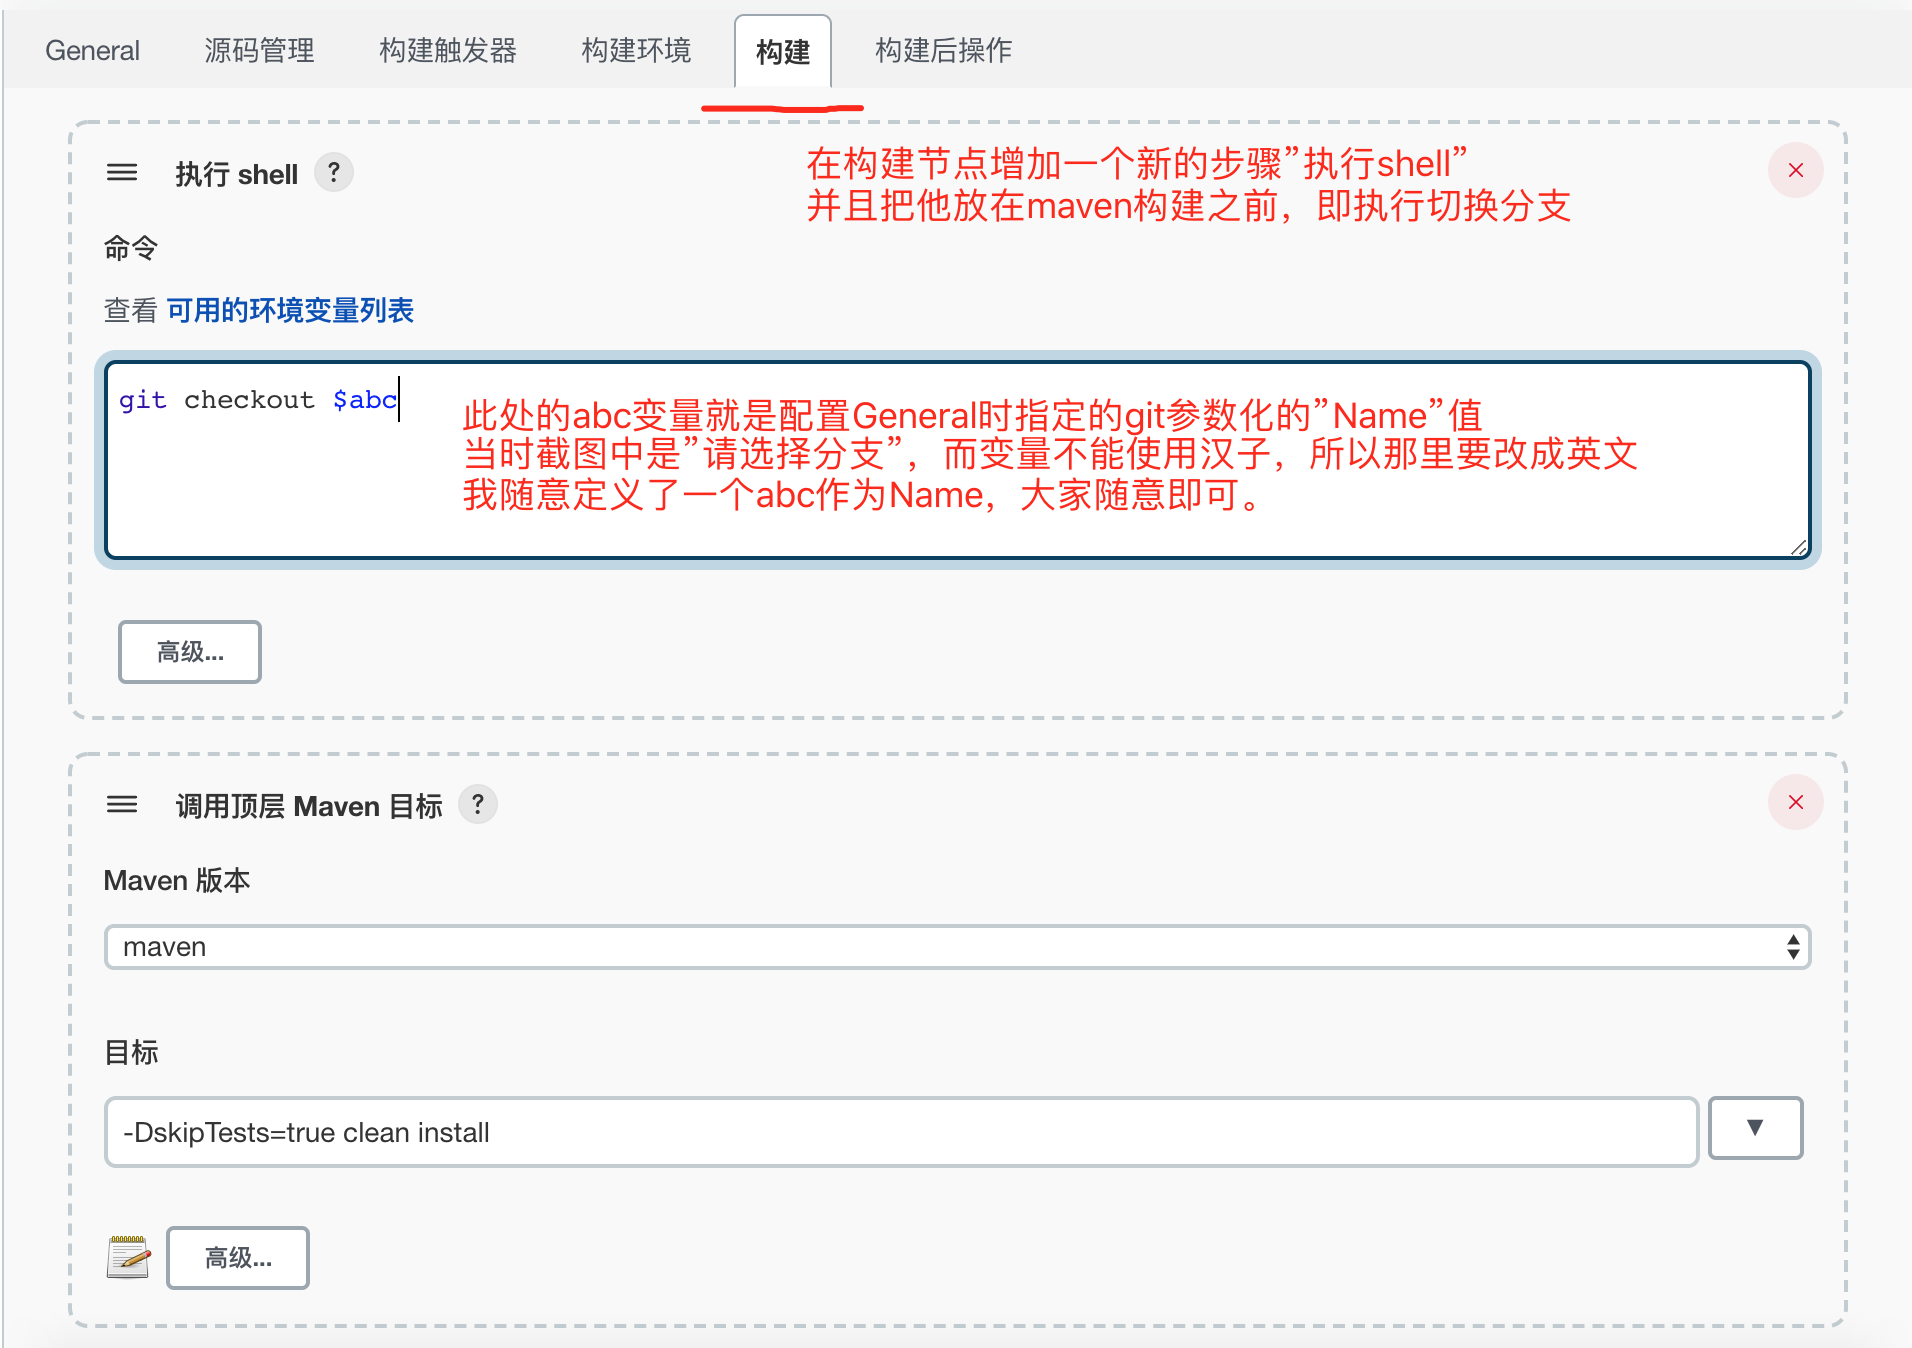 General 源码管理 构建触发器 构建环境 构建 构建后操作
执行 shell ?
在构建节点增加一个新的步骤”执行shell”
并且把他放在maven构建之前，即执行切换分支
命令
查看 可用的环境变量列表
git checkout $abc
此处的abc变量就是配置General时指定的git参数化的”Name”值
当时截图中是”请选择分支”，而变量不能使用汉子，所以那里要改成英文
我随意定义了一个abc作为Name，大家随意即可。
高级...
调用顶层 Maven 目标 ?
Maven 版本
maven
目标
-DskipTests=true clean install
高级...